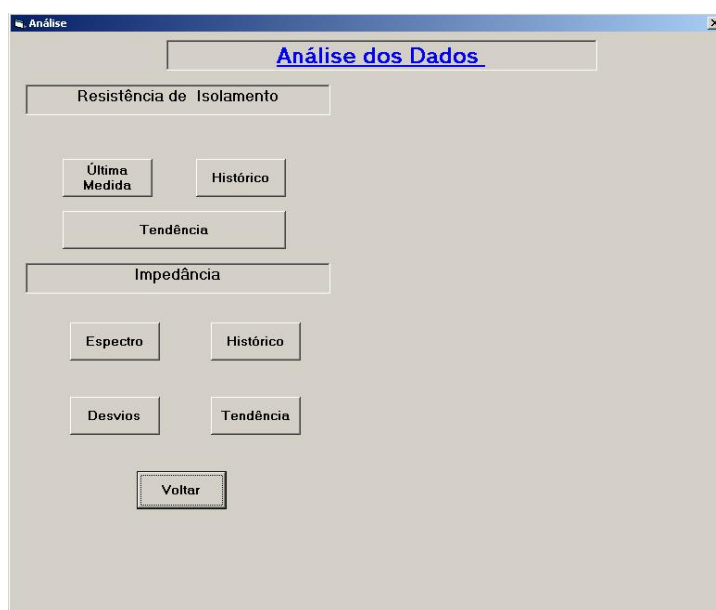 Análise
Análise dos Dados
Resistência de Isolamento
Última
Medida
Histórico
Tendência
Impedância
Espectro
Histórico
Desvios
Tendência
Voltar